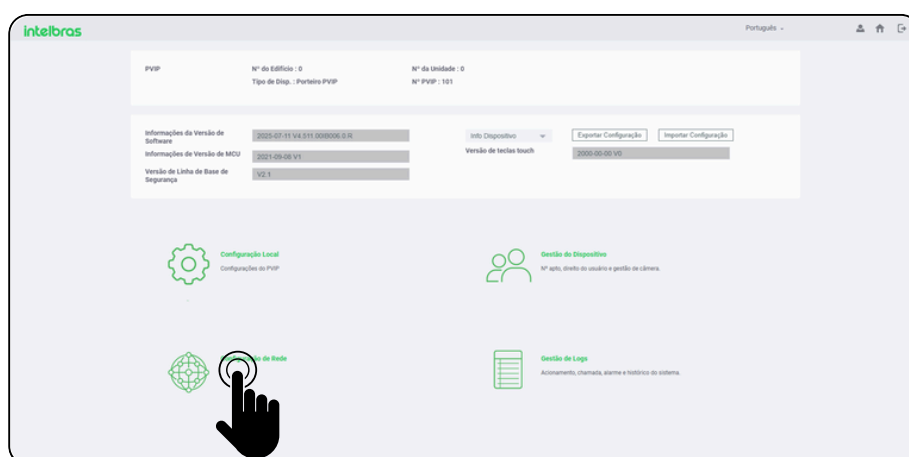 intelbras
Português
PVIP
Nº do Edifício : 0
Nº da Unidade : 0
Tipo de Disp. : Porteiro PVIP
Nº PVIP : 101
Informações da Versão de
Software
2025-07-11 V4.511.00IB006.0.R
Info Dispositivo
Exportar Configuração
Importar Configuração
Informações de Versão de MCU
2021-09-08 V1
Versão de teclas touch
2000-00-00 V0
Versão de Linha de Base de
Segurança
V2.1
Configuração Local
Configurações do PVIP
Gestão do Dispositivo
Nº apto, direito do usuário e gestão de câmera.
de Rede
Gestão de Logs
Acionamento, chamada, alarme e histórico do sistema.